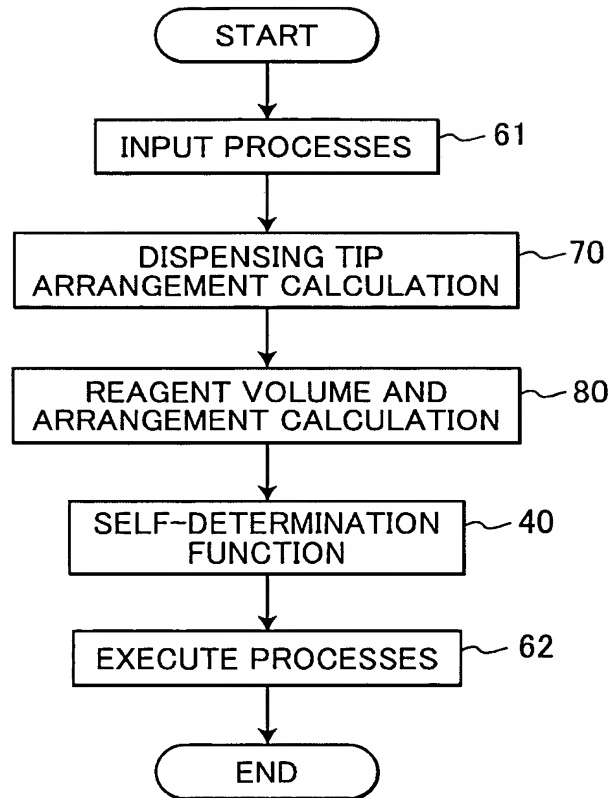 START
INPUT PROCESSES
61
DISPENSING TIP
ARRANGEMENT CALCULATION
70
REAGENT VOLUME AND
ARRANGEMENT CALCULATION
80
SELF-DETERMINATION
FUNCTION
40
EXECUTE PROCESSES
62
END